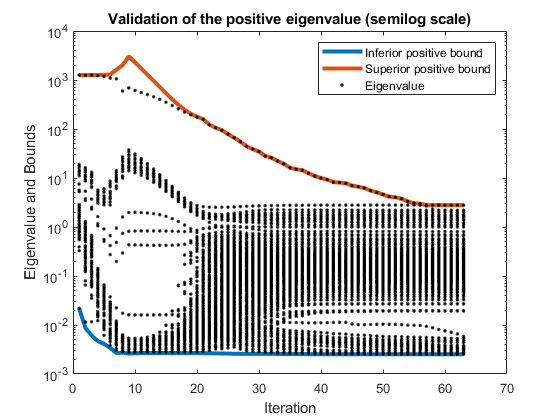 Validation of the positive eigenvalue (semilog scale)
Inferior positive bound
Superior positive bound
Eigenvalue
Eigenvalue and Bounds
10^4
10^3
10^2
10^1
10^0
10^-1
10^-2
10^-3
0 10 20 30 40 50 60 70
Iteration